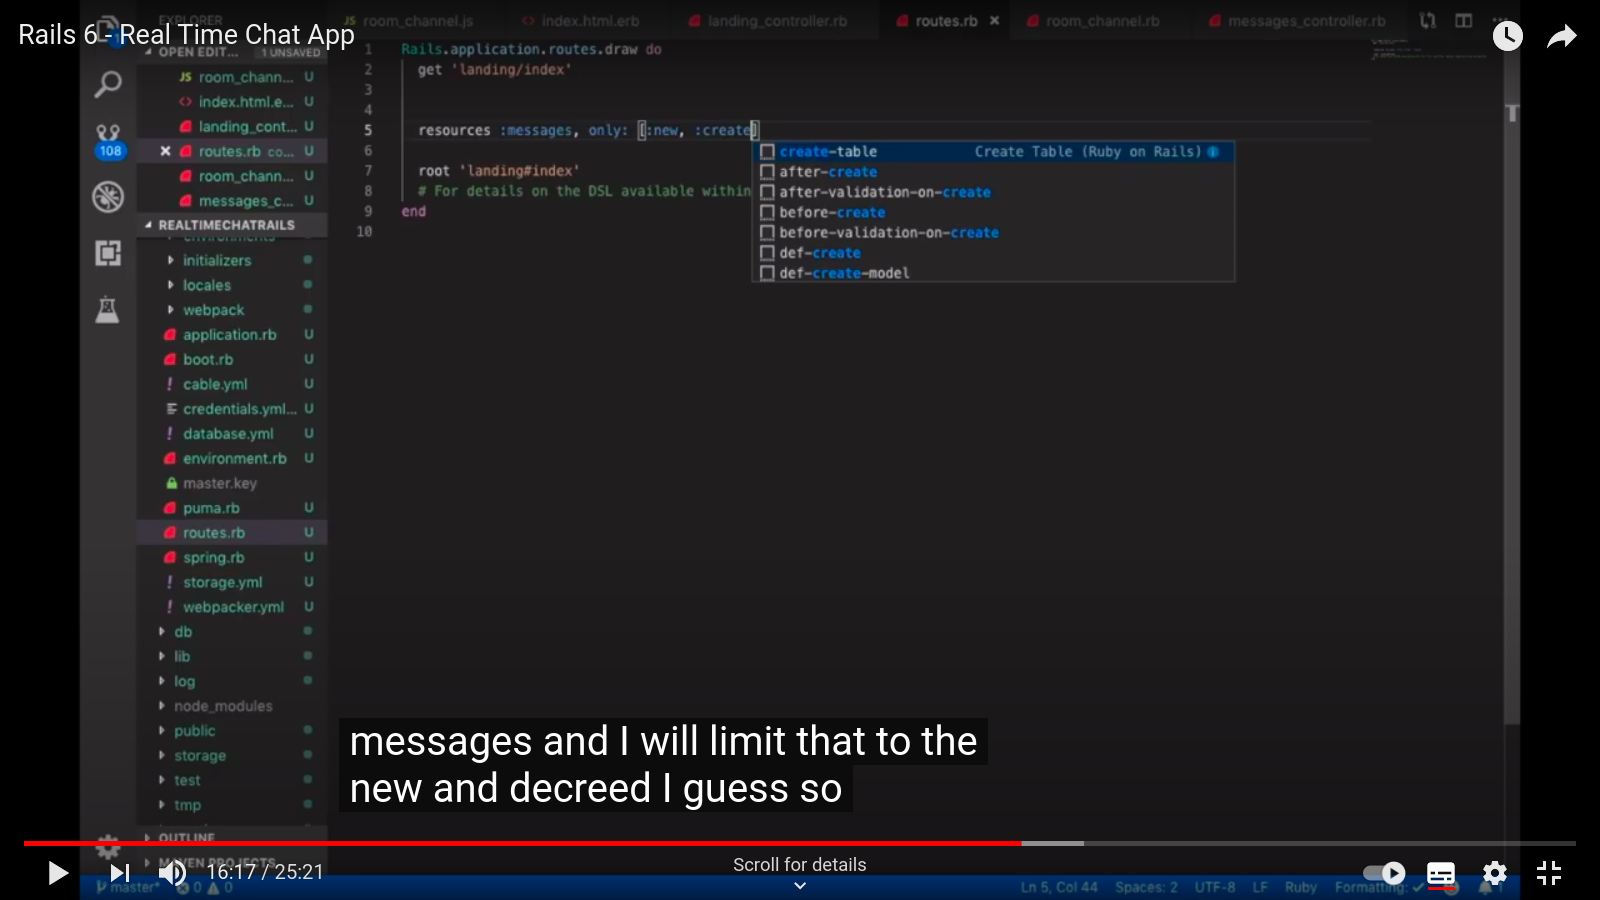 Rails 6 - Real Time Chat App
EXPLORER
OPEN EDIT... 1 UNSAVED
JS room_chann... U
<> index.html.e... U
landing_cont... U
routes.rb co... U
room_chann... U
messages_c... U
REALTIMECHATRAILS
environments
initializers
locales
webpack
application.rb U
boot.rb U
! cable.yml U
credentials.yml... U
! database.yml U
environment.rb U
master.key
puma.rb U
routes.rb U
spring.rb U
! storage.yml U
! webpacker.yml U
db
lib
log
node_modules
public
storage
test
tmp
OUTLINE
MAVEN PROJECTS
108
JS room_channel.js
<> index.html.erb
landing_controller.rb
routes.rb
room_channel.rb
messages_controller.rb
1 Rails.application.routes.draw do
2 get 'landing/index'
3
4
5 resources :messages, only: [:new, :create]
6
7 root 'landing#index'
8 # For details on the DSL available within
9 end
10
create-table Create Table (Ruby on Rails)
after-create
after-validation-on-create
before-create
before-validation-on-create
def-create
def-create-model
messages and I will limit that to the
new and decreed I guess so
16:17 / 25:21
Scroll for details
master* 0 0
Ln 5, Col 44 Spaces: 2 UTF-8 LF Ruby Formatting: ✓